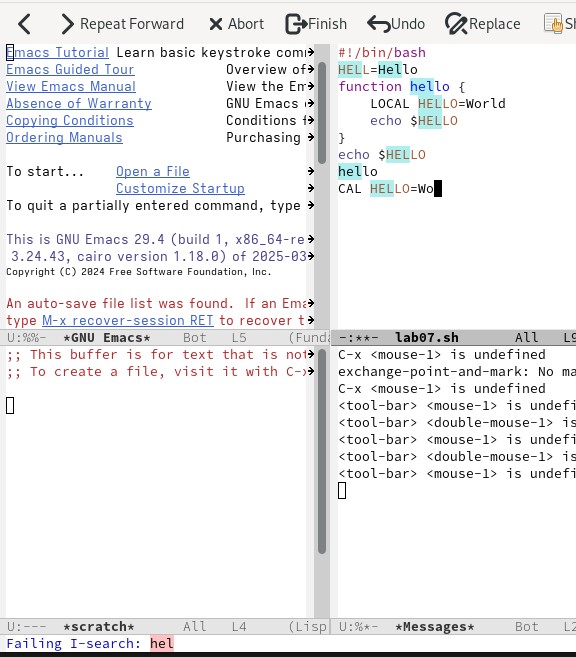 Repeat Forward Abort Finish Undo Replace Sh
Emacs Tutorial Learn basic keystroke com
Emacs Guided Tour Overview of
View Emacs Manual View the Em
Absence of Warranty GNU Emacs
Copying Conditions Conditions f
Ordering Manuals Purchasing
To start... Open a File
Customize Startup
To quit a partially entered command, type
This is GNU Emacs 29.4 (build 1, x86_64-re
3.24.43, cairo version 1.18.0) of 2025-03
Copyright (C) 2024 Free Software Foundation, Inc.
An auto-save file list was found. If an Ema
type M-x recover-session RET to recover t
U:%%- *GNU Emacs* Bot L5 (Funda
#!/bin/bash
HELL=Hello
function hello {
LOCAL HELLO=World
echo $HELLO
}
echo $HELLO
hello
CAL HELLO=Wo
-:**- lab07.sh All L9
;; This buffer is for text that is not
;; To create a file, visit it with C-x
U:--- *scratch* All L4 (Lisp
C-x <mouse-1> is undefined
exchange-point-and-mark: No ma
C-x <mouse-1> is undefined
<tool-bar> <mouse-1> is undefi
<tool-bar> <double-mouse-1> is
<tool-bar> <mouse-1> is undefi
<tool-bar> <mouse-1> is undefi
<tool-bar> <double-mouse-1> is
<tool-bar> <mouse-1> is undefi
U:%*- *Messages* Bot L2
Failing I-search: hel